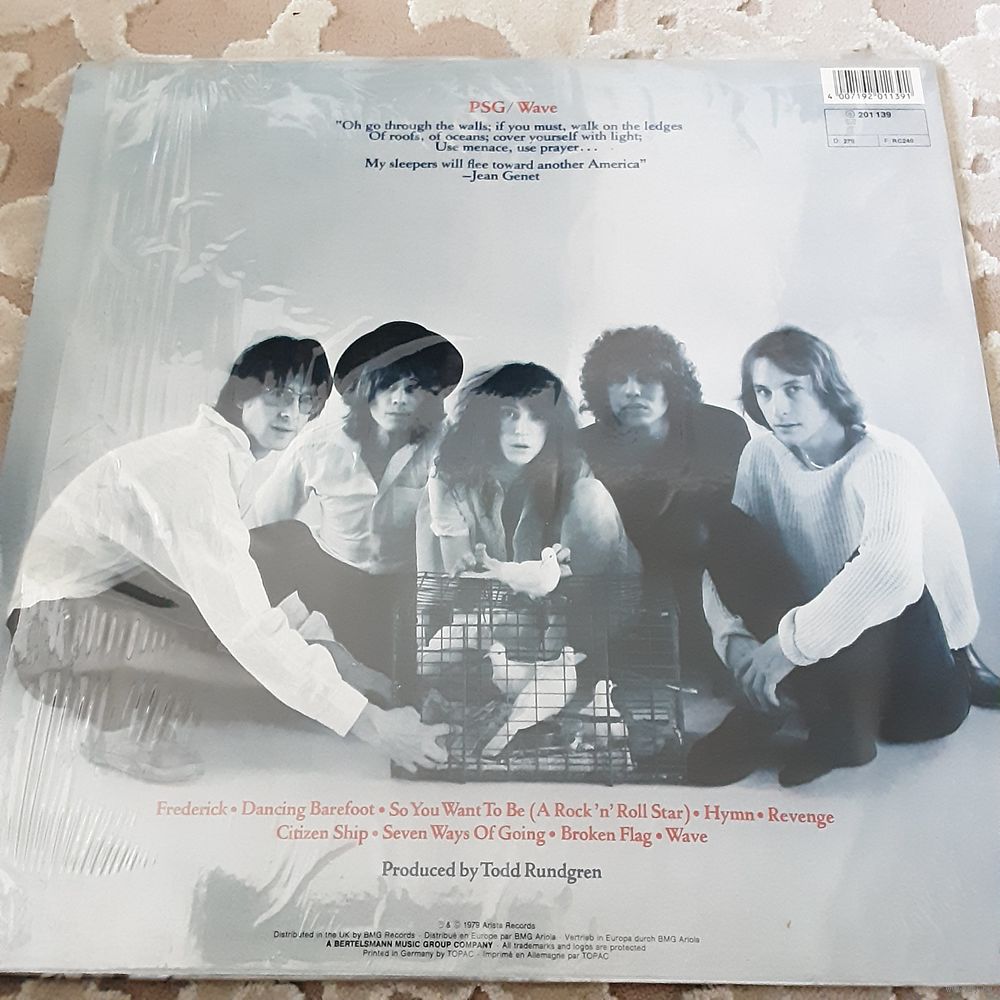 PSG/Wave
"Oh go through the walls; if you must, walk on the ledges
Of roofs, of oceans; cover yourself with light;
Use menace, use prayer...
My sleepers will flee toward another America"
–Jean Genet
4 007192 011391
201 139
D: 275 F: RC240
Frederick • Dancing Barefoot • So You Want To Be (A Rock 'n' Roll Star) • Hymn • Revenge
Citizen Ship • Seven Ways Of Going • Broken Flag • Wave
Produced by Todd Rundgren
℗ & © 1979 Arista Records
Distributed in the UK by BMG Records · Distribué en Europe par BMG Ariola · Vertrieb in Europa durch BMG Ariola
A BERTELSMANN MUSIC GROUP COMPANY · All trademarks and logos are protected
Printed in Germany by TOPAC · Imprimé en Allemagne par TOPAC